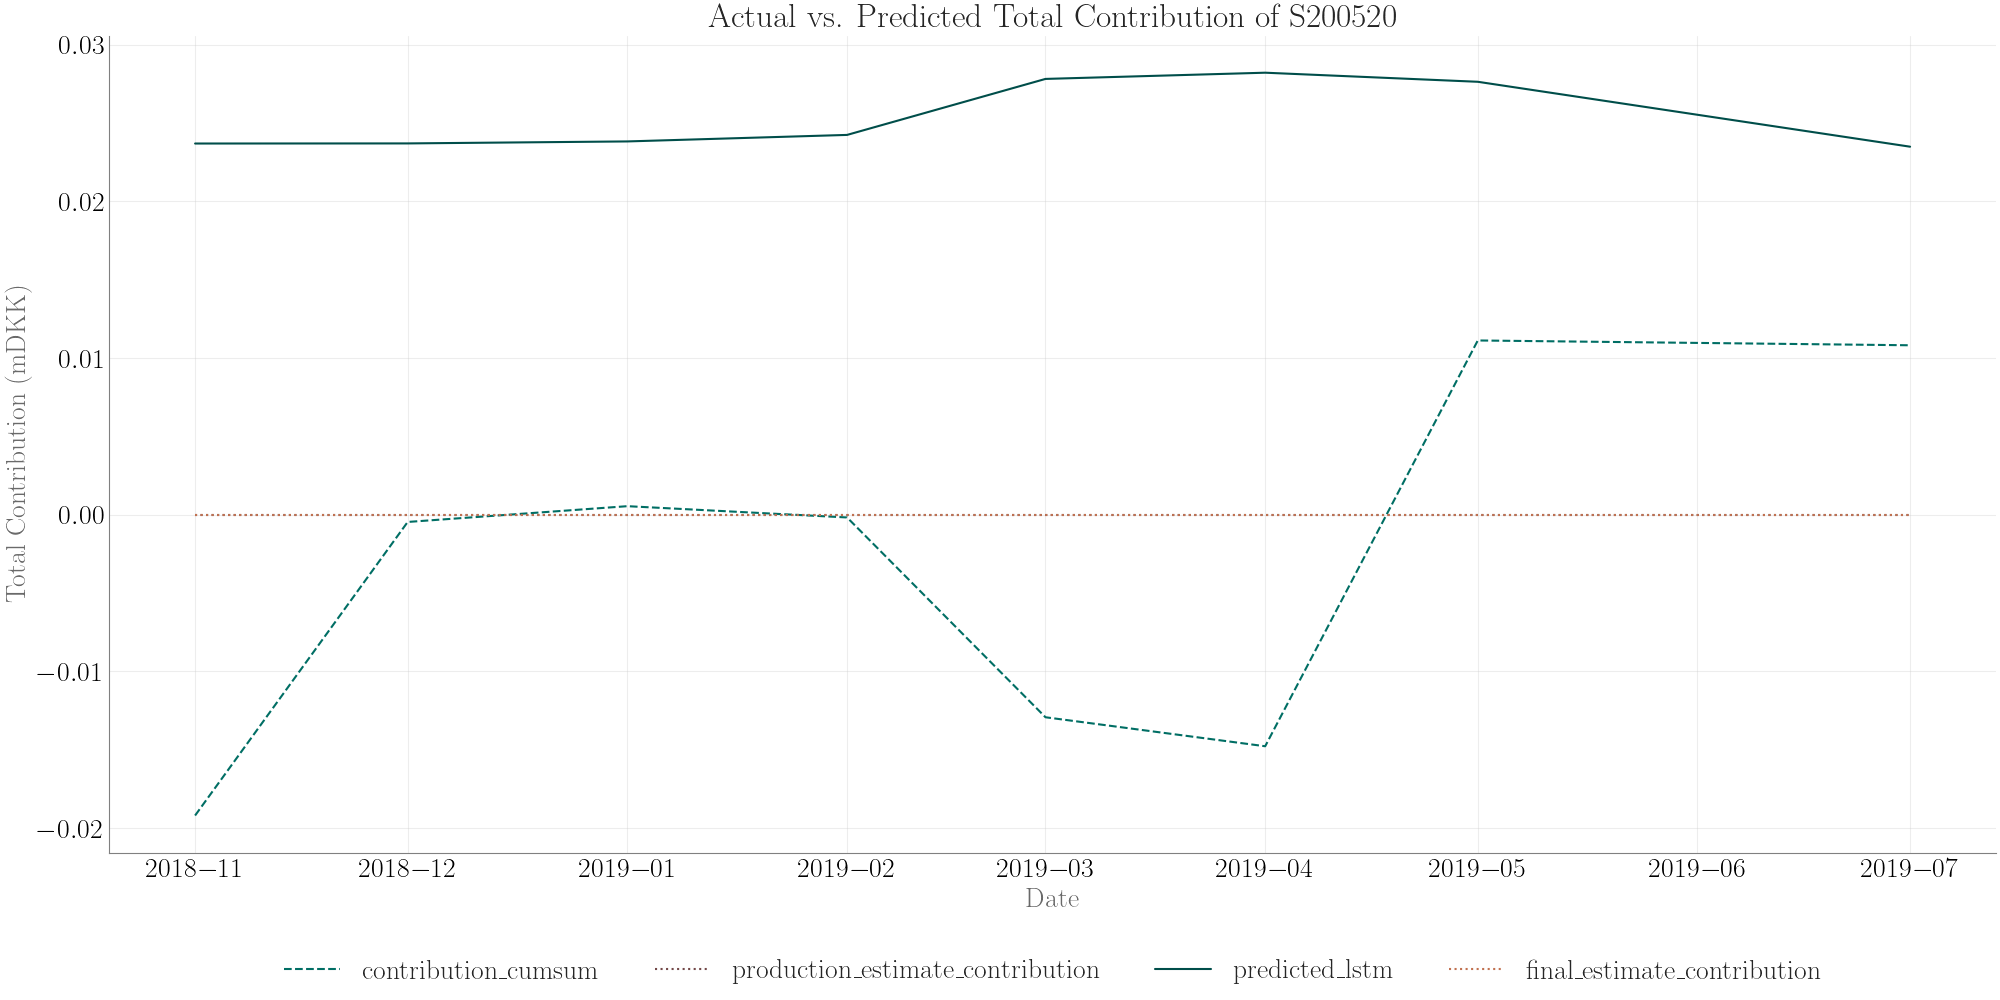 Actual vs. Predicted Total Contribution of S200520
Total Contribution (mDKK)
0.03
0.02
0.01
0.00
−0.01
−0.02
2018−11 2018−12 2019−01 2019−02 2019−03 2019−04 2019−05 2019−06 2019−07
Date
contribution_cumsum production_estimate_contribution predicted_lstm final_estimate_contribution